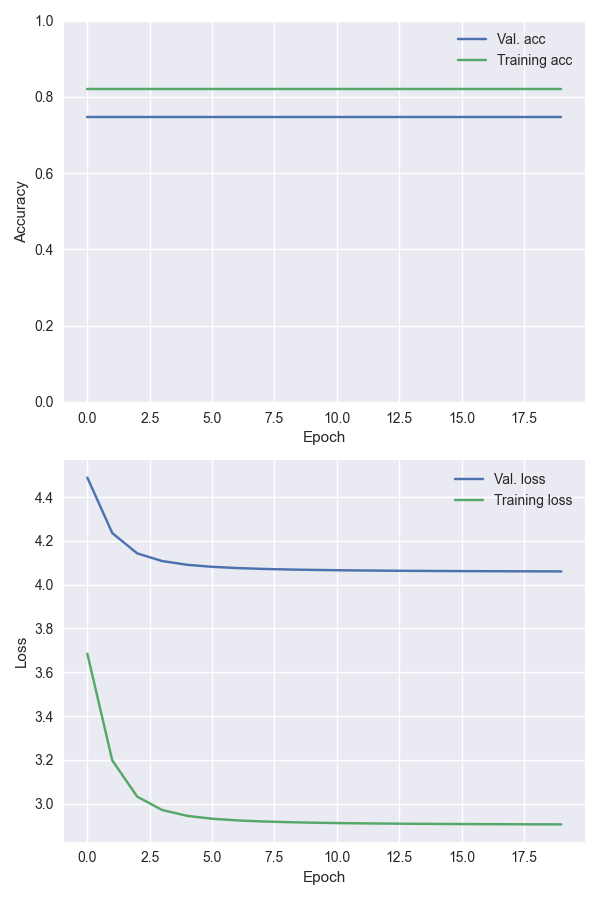 1.0
Val. acc
Training acc
0.8
0.6
Accuracy
0.4
0.2
0.0
0.0 2.5 5.0 7.5 10.0 12.5 15.0 17.5
Epoch
Val. loss
4.4
Training loss
4.2
4.0
3.8
Loss
3.6
3.4
3.2
3.0
0.0 2.5 5.0 7.5 10.0 12.5 15.0 17.5
Epoch